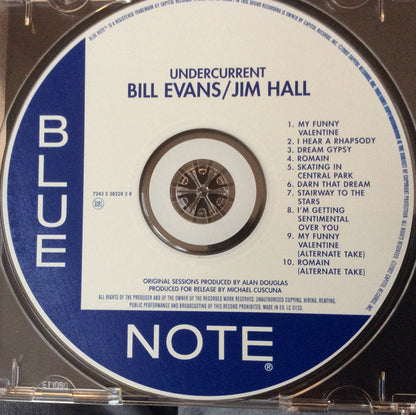 UNDERCURRENT
BILL EVANS/JIM HALL
1. MY FUNNY
VALENTINE
2. I HEAR A RHAPSODY
3. DREAM GYPSY
4. ROMAIN
5. SKATING IN
CENTRAL PARK
6. DARN THAT DREAM
7. STAIRWAY TO THE
STARS
8. I'M GETTING
SENTIMENTAL
OVER YOU
9. MY FUNNY
VALENTINE
(ALTERNATE TAKE)
10. ROMAIN
(ALTERNATE TAKE)
7243 5 38228 2 8
ORIGINAL SESSIONS PRODUCED BY ALAN DOUGLAS
PRODUCED FOR RELEASE BY MICHAEL CUSCUNA
ALL RIGHTS OF THE PRODUCER AND OF THE OWNER OF THE RECORDED WORK RESERVED. UNAUTHORISED COPYING, HIRING, RENTING,
PUBLIC PERFORMANCE AND BROADCASTING OF THIS RECORD PROHIBITED. MADE IN EU. LC 0133.
BLUE
NOTE®